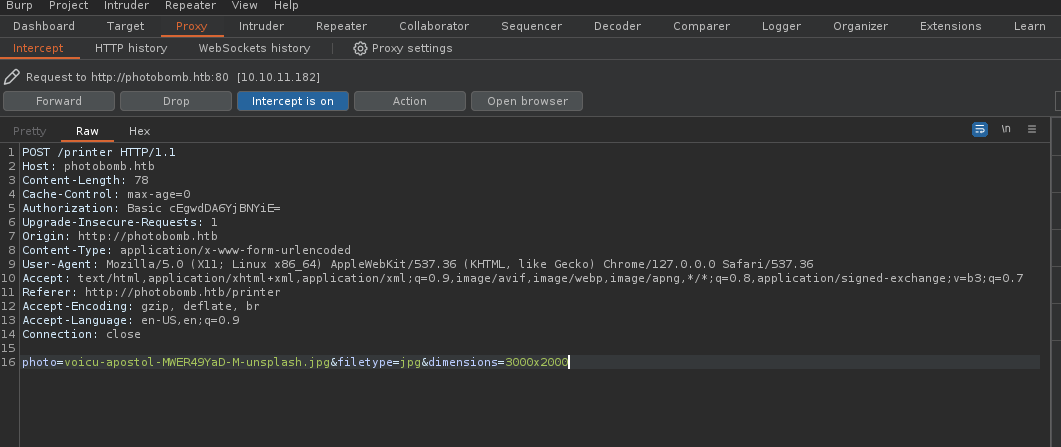 Burp Project Intruder Repeater View Help
Dashboard Target Proxy Intruder Repeater Collaborator Sequencer Decoder Comparer Logger Organizer Extensions Learn
Intercept HTTP history WebSockets history Proxy settings
Request to http://photobomb.htb:80 [10.10.11.182]
Forward Drop Intercept is on Action Open browser
Pretty Raw Hex \n
1 POST /printer HTTP/1.1
2 Host: photobomb.htb
3 Content-Length: 78
4 Cache-Control: max-age=0
5 Authorization: Basic cEgwdDA6YjBNYiE=
6 Upgrade-Insecure-Requests: 1
7 Origin: http://photobomb.htb
8 Content-Type: application/x-www-form-urlencoded
9 User-Agent: Mozilla/5.0 (X11; Linux x86_64) AppleWebKit/537.36 (KHTML, like Gecko) Chrome/127.0.0.0 Safari/537.36
10 Accept: text/html,application/xhtml+xml,application/xml;q=0.9,image/avif,image/webp,image/apng,*/*;q=0.8,application/signed-exchange;v=b3;q=0.7
11 Referer: http://photobomb.htb/printer
12 Accept-Encoding: gzip, deflate, br
13 Accept-Language: en-US,en;q=0.9
14 Connection: close
15
16 photo=voicu-apostol-MWER49YaD-M-unsplash.jpg&filetype=jpg&dimensions=3000x2000